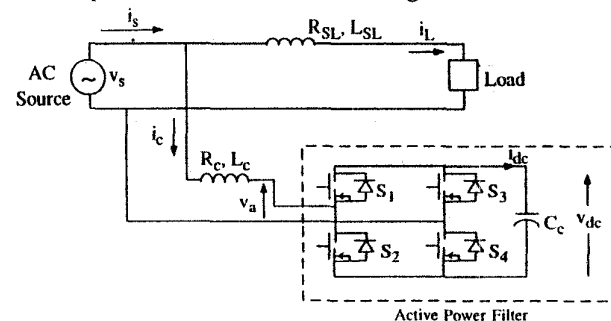 i_s
R_SL, L_SL
i_L
AC
Source
v_s
Load
i_c
R_c, L_c
i_dc
S_1
S_3
v_a
C_c
v_dc
S_2
S_4
Active Power Filter